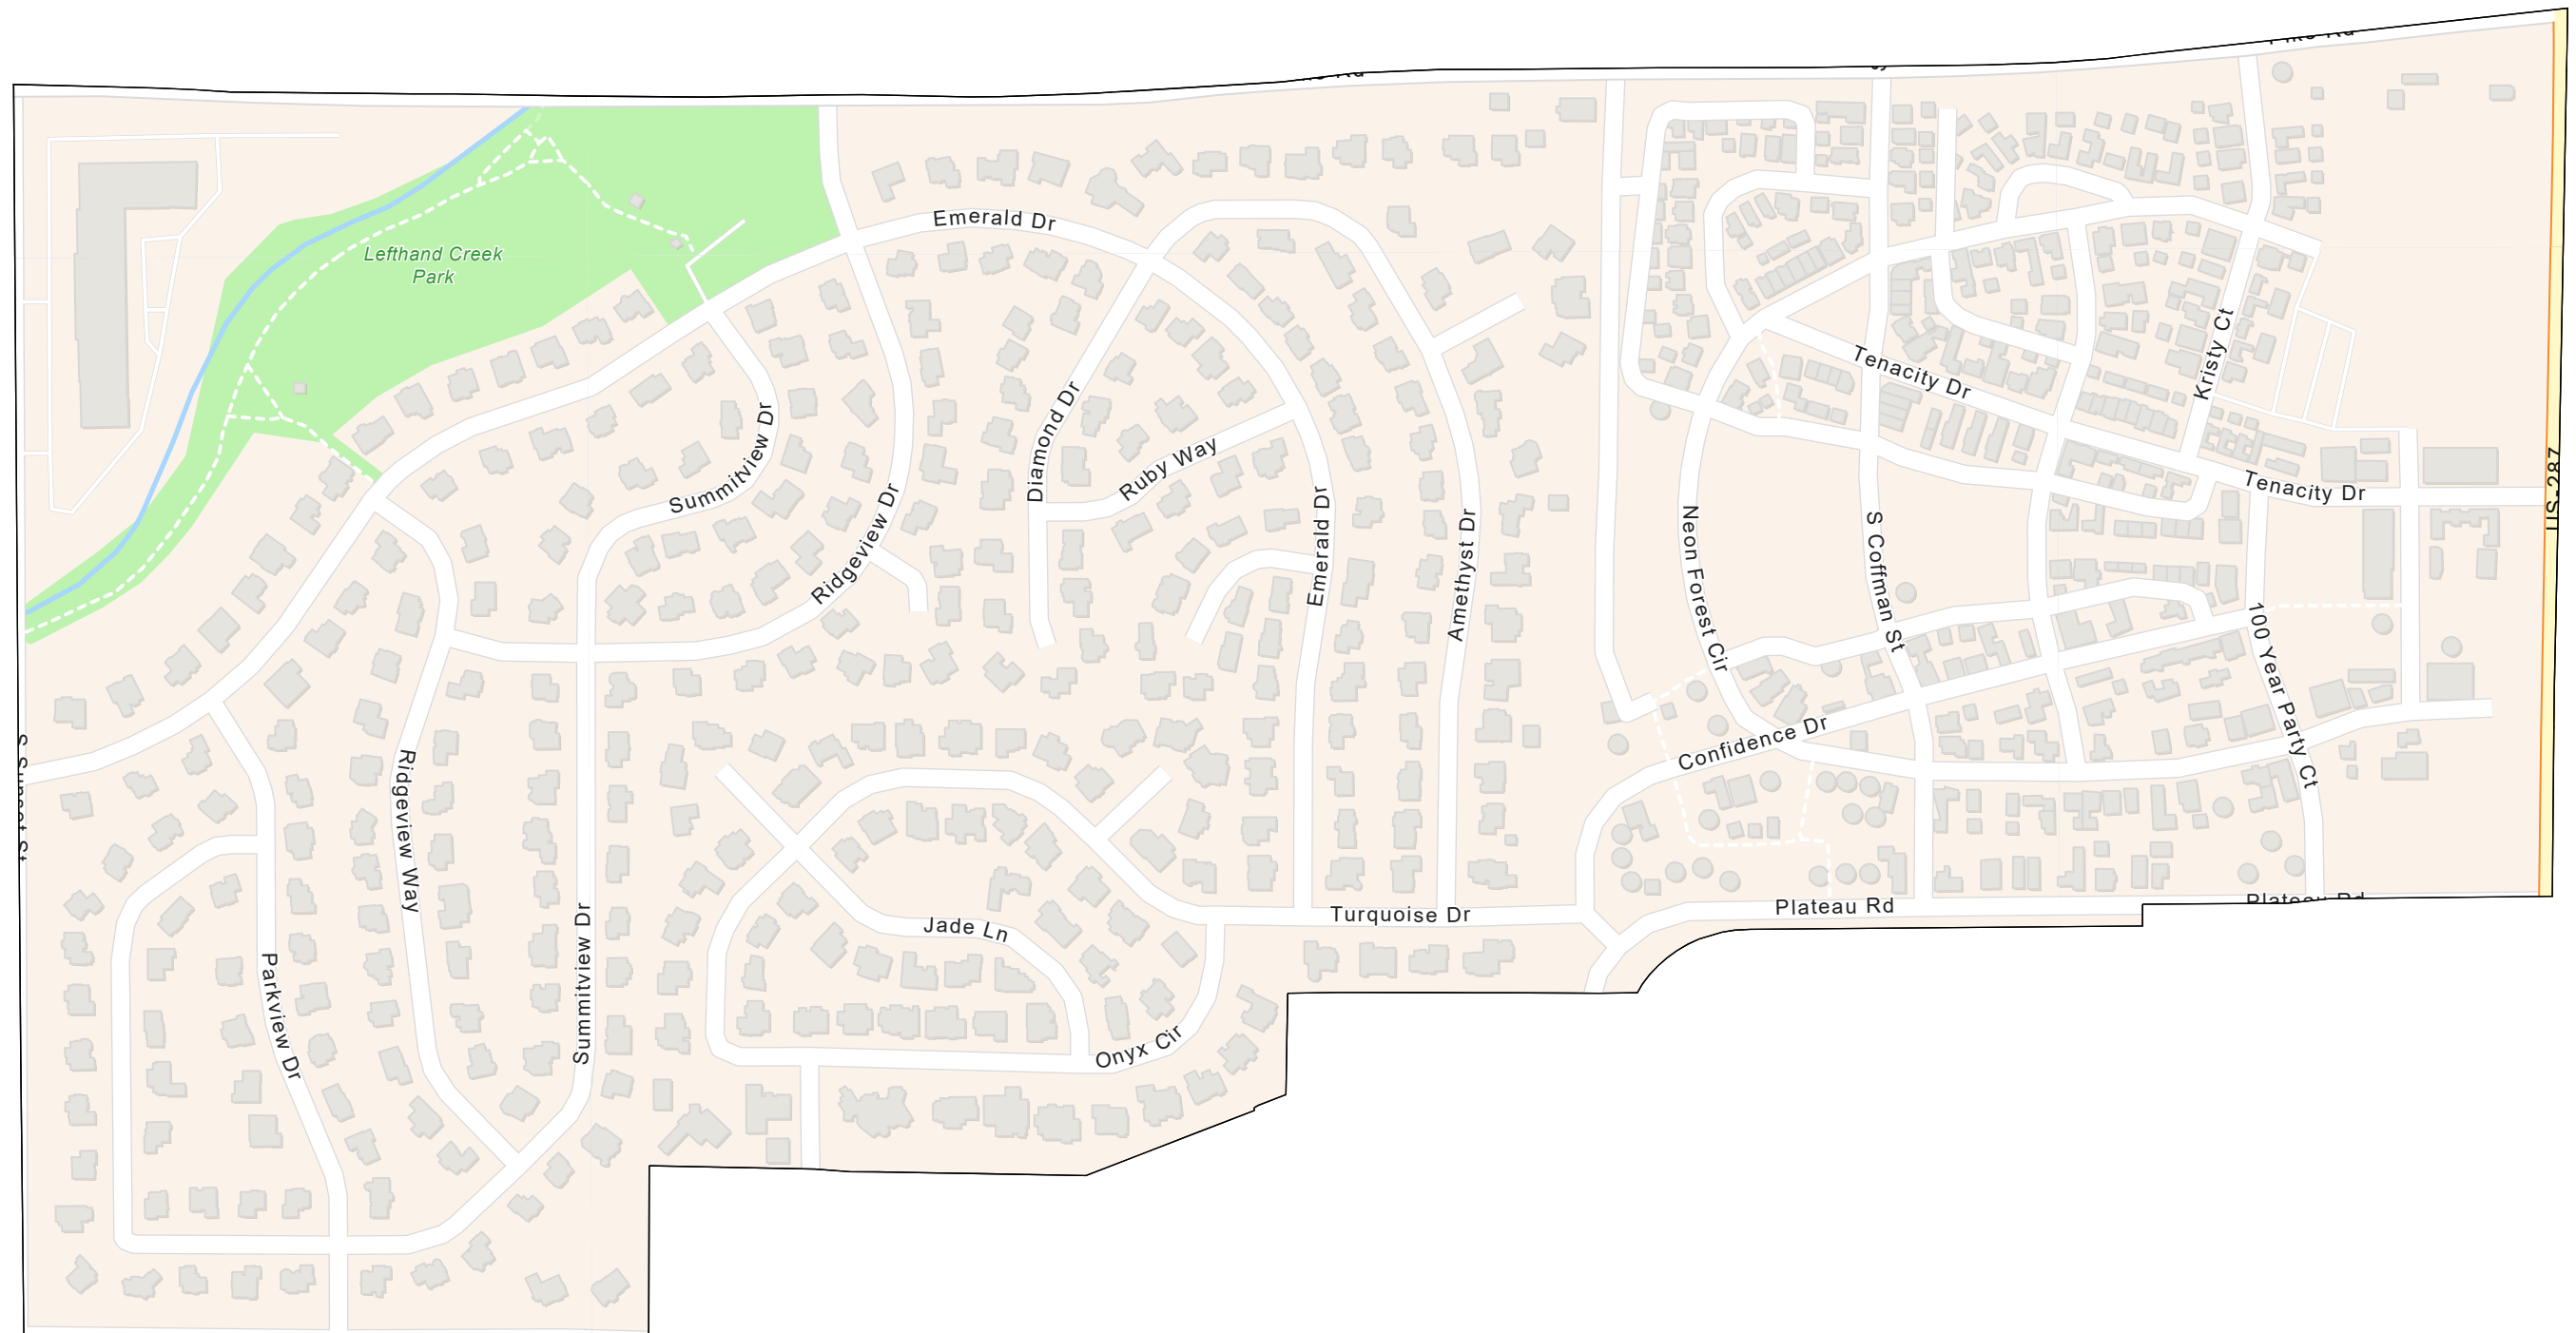 Emerald Dr
Lefthand Creek
Park
Kristy Ct
Tenacity Dr
Diamond Dr
Summitview Dr
Ruby Way
US-287
Tenacity Dr
Ridgeview Dr
Emerald Dr
Amethyst Dr
Neon Forest Cir
S Coffman St
100 Year Party Ct
Confidence Dr
Ridgeview Way
Plateau Rd
Turquoise Dr
Jade Ln
Summitview Dr
Parkview Dr
Onyx Cir